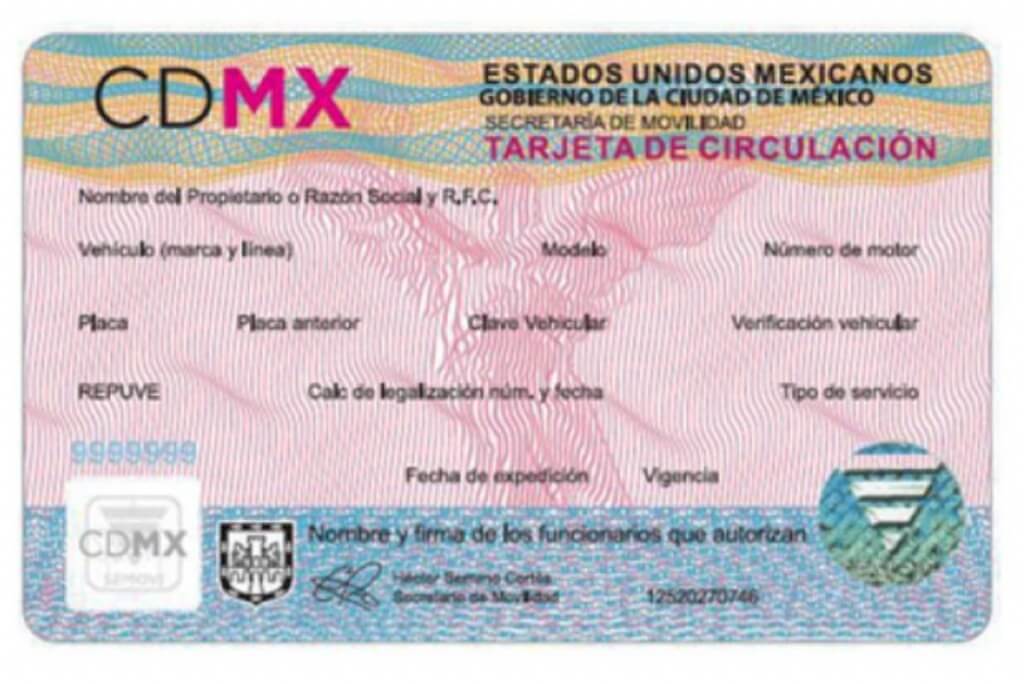 CDMX
ESTADOS UNIDOS MEXICANOS
GOBIERNO DE LA CIUDAD DE MÉXICO
SECRETARÍA DE MOVILIDAD
TARJETA DE CIRCULACIÓN
Nombre del Propietario o Razón Social y R.F.C.
Vehículo (marca y línea) Modelo Número de motor
Placa Placa anterior Clave Vehicular Verificación vehicular
REPUVE Calc de legalización núm. y fecha Tipo de servicio
9999999
Fecha de expedición Vigencia
CDMX
SEMOVI
Nombre y firma de los funcionarios que autorizan
Héctor Serrano Cortés
Secretario de Movilidad
12520270746